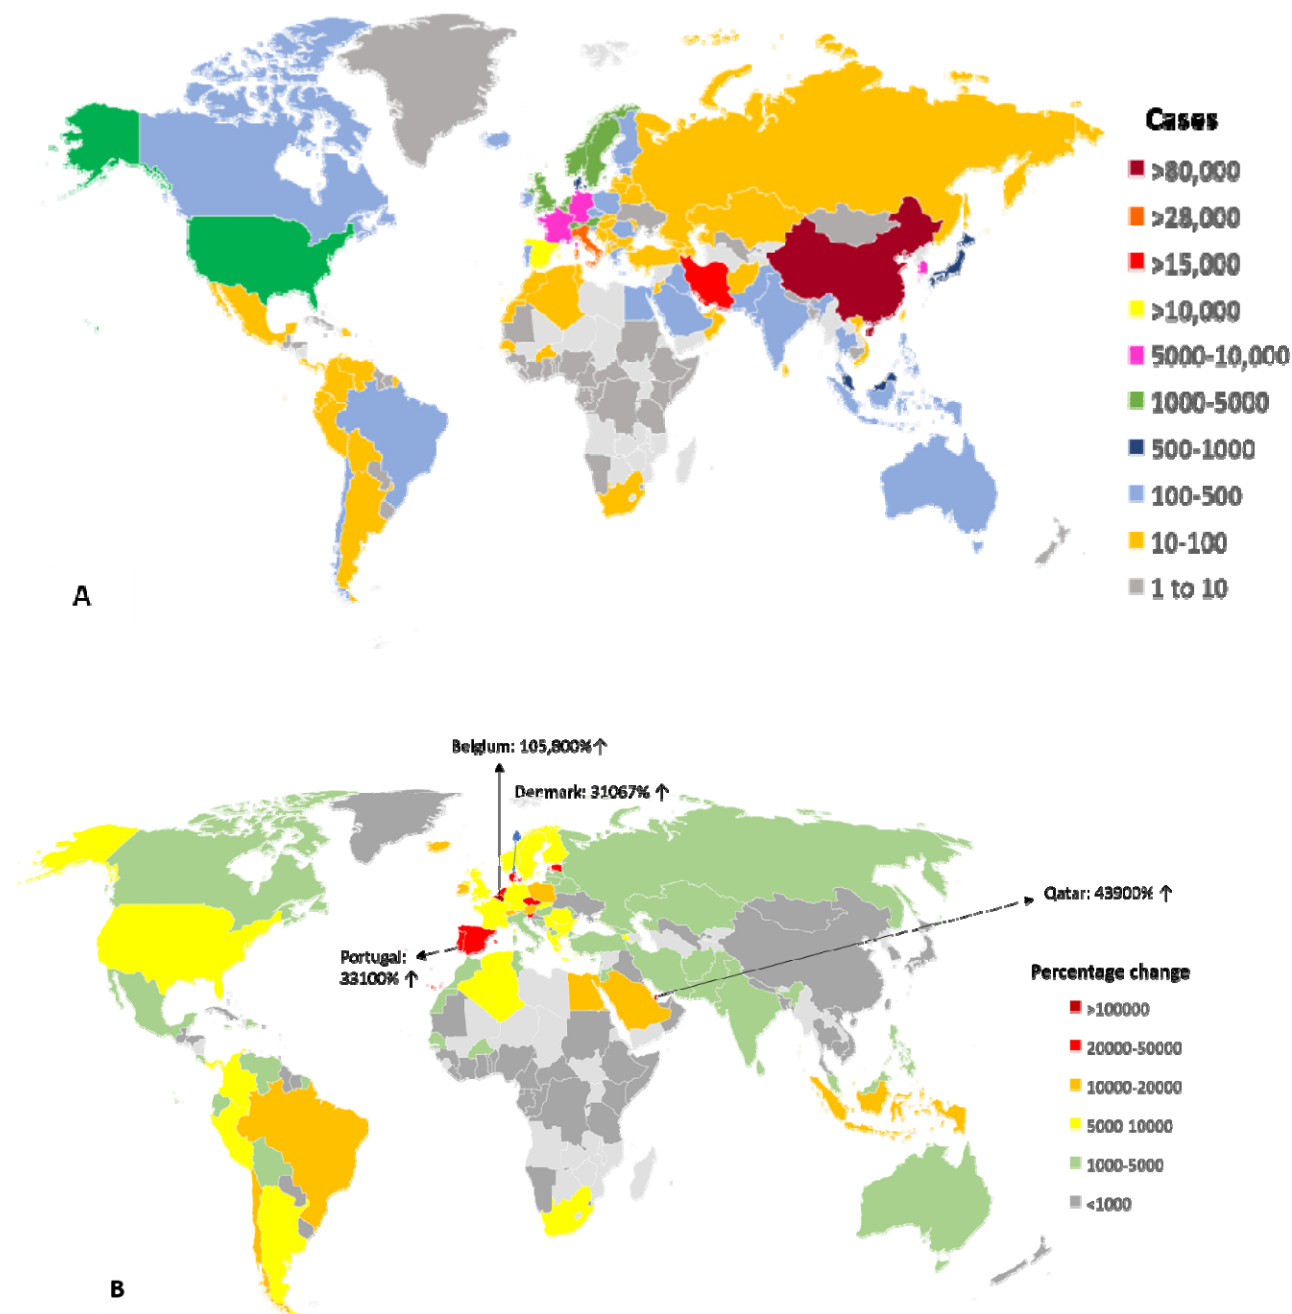 Cases
>80,000
>28,000
>15,000
>10,000
5000-10,000
1000-5000
500-1000
100-500
10-100
1 to 10
A
Belgium: 105,800%↑
Denmark: 31067% ↑
Qatar: 43900% ↑
Portugal:
33100% ↑
Percentage change
>100000
20000-50000
10000-20000
5000 10000
1000-5000
<1000
B